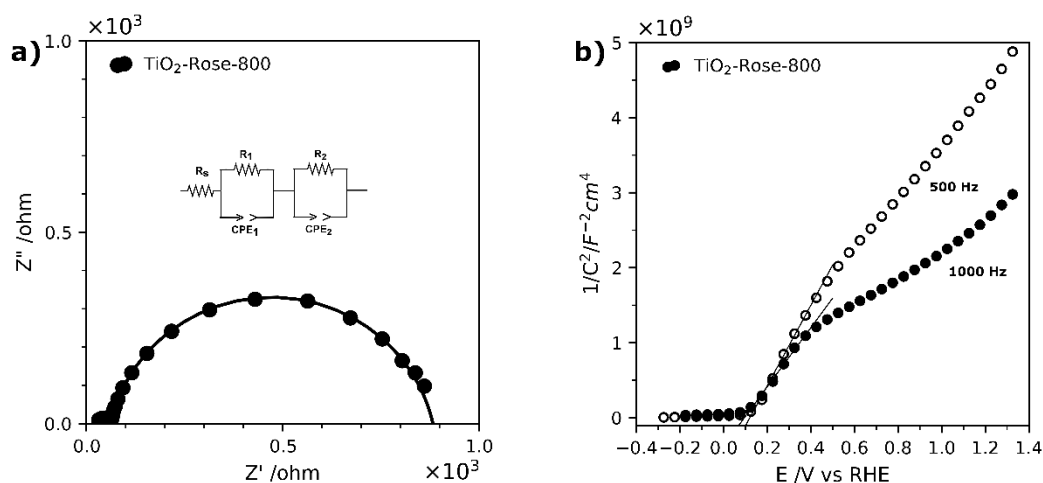 a)
×10³
TiO₂-Rose-800
Rs
R1
R2
CPE1
CPE2
Z'' /ohm
1.0
0.5
0.0
0.0
0.5
1.0
×10³
Z' /ohm
b)
×10⁹
TiO₂-Rose-800
500 Hz
1000 Hz
1/C²/F⁻²cm⁴
5
4
3
2
1
0
−0.4
−0.2
0.0
0.2
0.4
0.6
0.8
1.0
1.2
1.4
E /V vs RHE